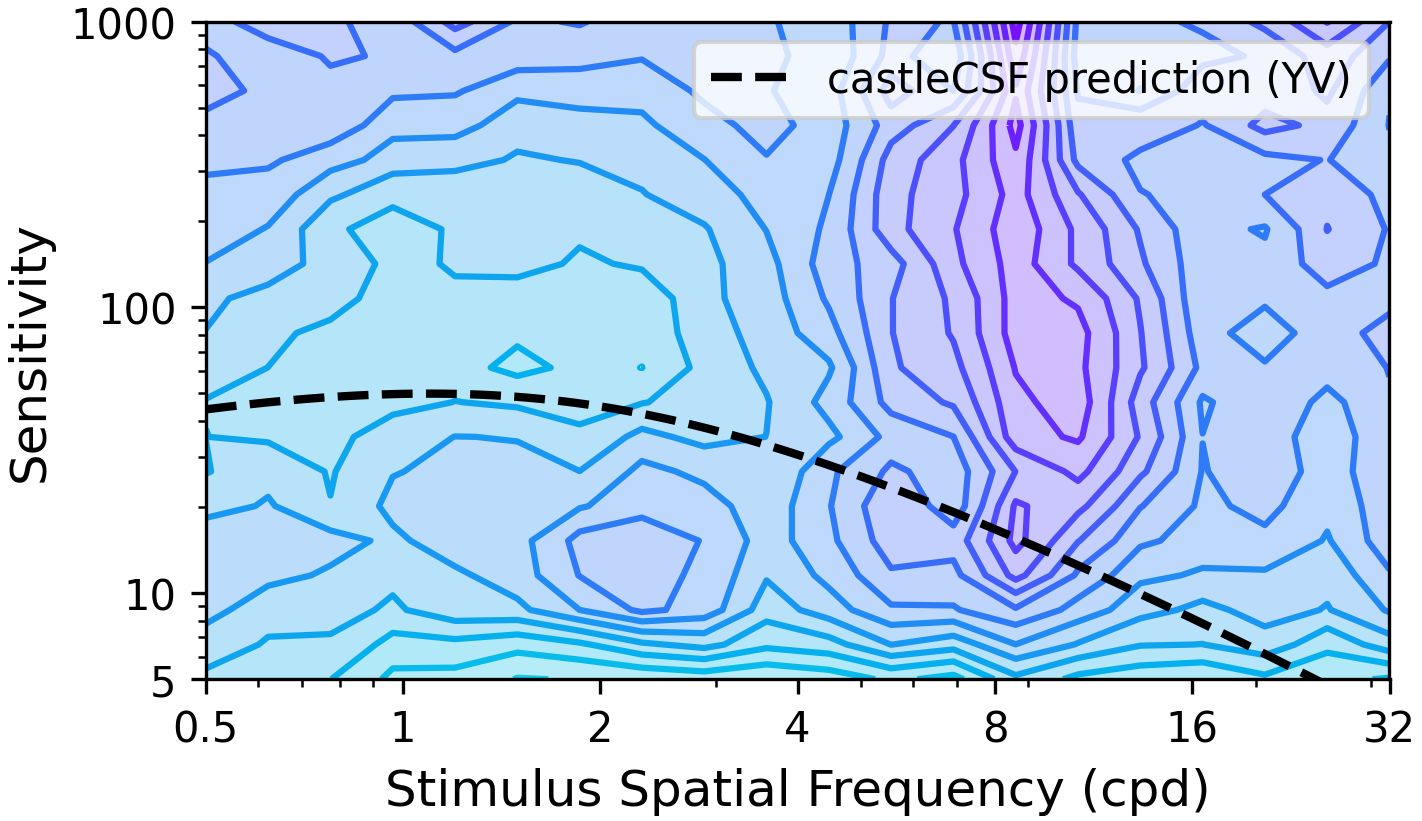 1000
100
10
5
Sensitivity
castleCSF prediction (YV)
0.5 1 2 4 8 16 32
Stimulus Spatial Frequency (cpd)